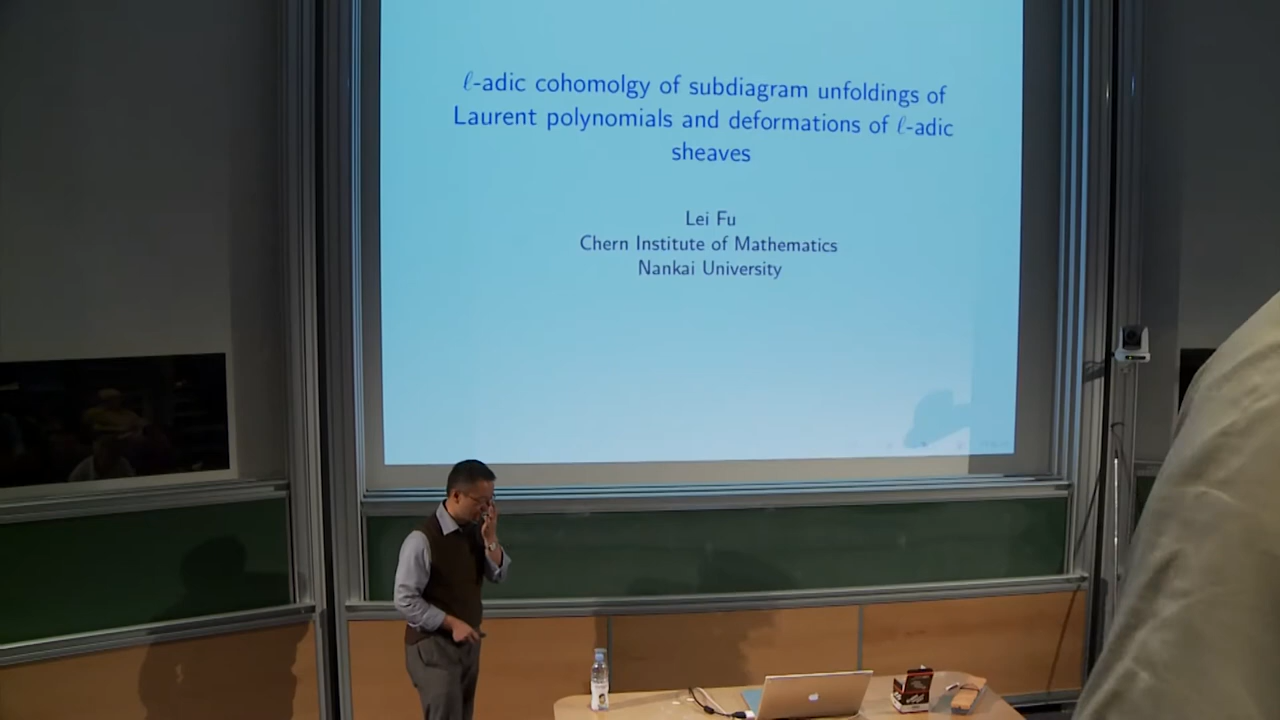 ℓ-adic cohomolgy of subdiagram unfoldings of
Laurent polynomials and deformations of ℓ-adic
sheaves
Lei Fu
Chern Institute of Mathematics
Nankai University